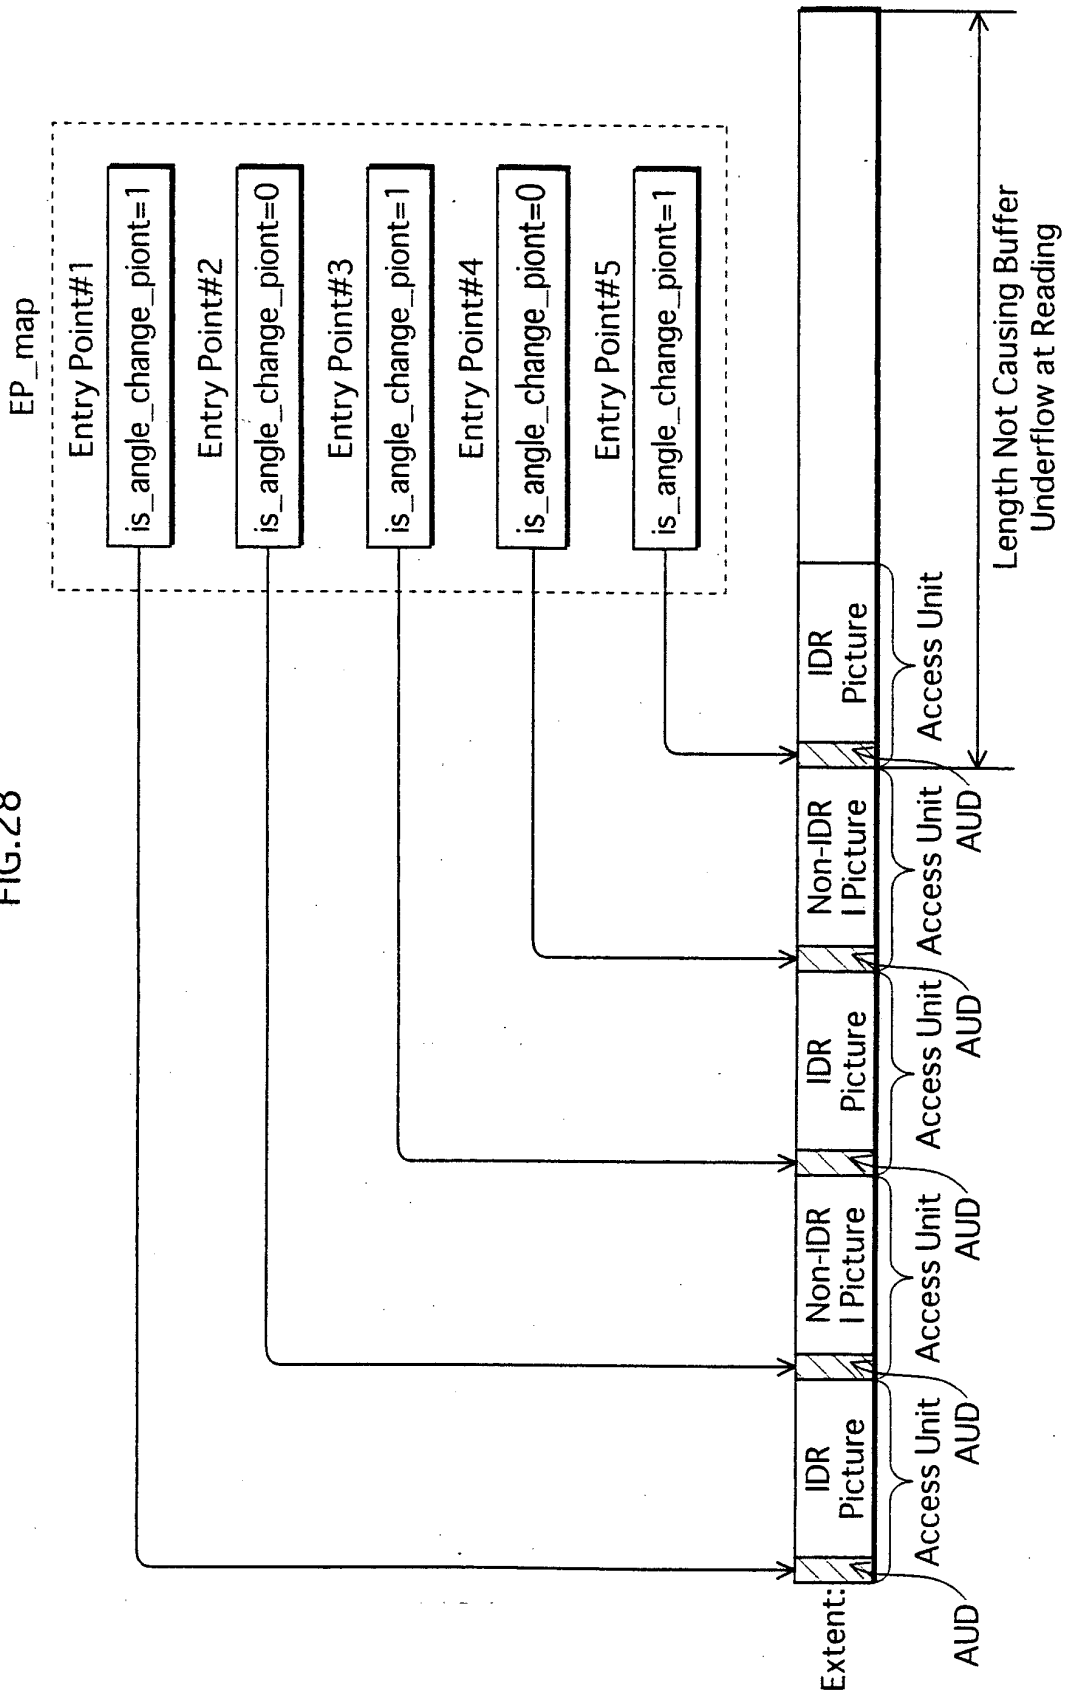 FIG.28
EP_map
Entry Point#1
is_angle_change_piont=1
Entry Point#2
is_angle_change_piont=0
Entry Point#3
is_angle_change_piont=1
Entry Point#4
is_angle_change_piont=0
Entry Point#5
is_angle_change_piont=1
Extent:
IDR
Picture
Non-IDR
I Picture
IDR
Picture
Non-IDR
I Picture
IDR
Picture
Access Unit
Access Unit
Access Unit
Access Unit
Access Unit
AUD
AUD
AUD
AUD
AUD
Length Not Causing Buffer
Underflow at Reading